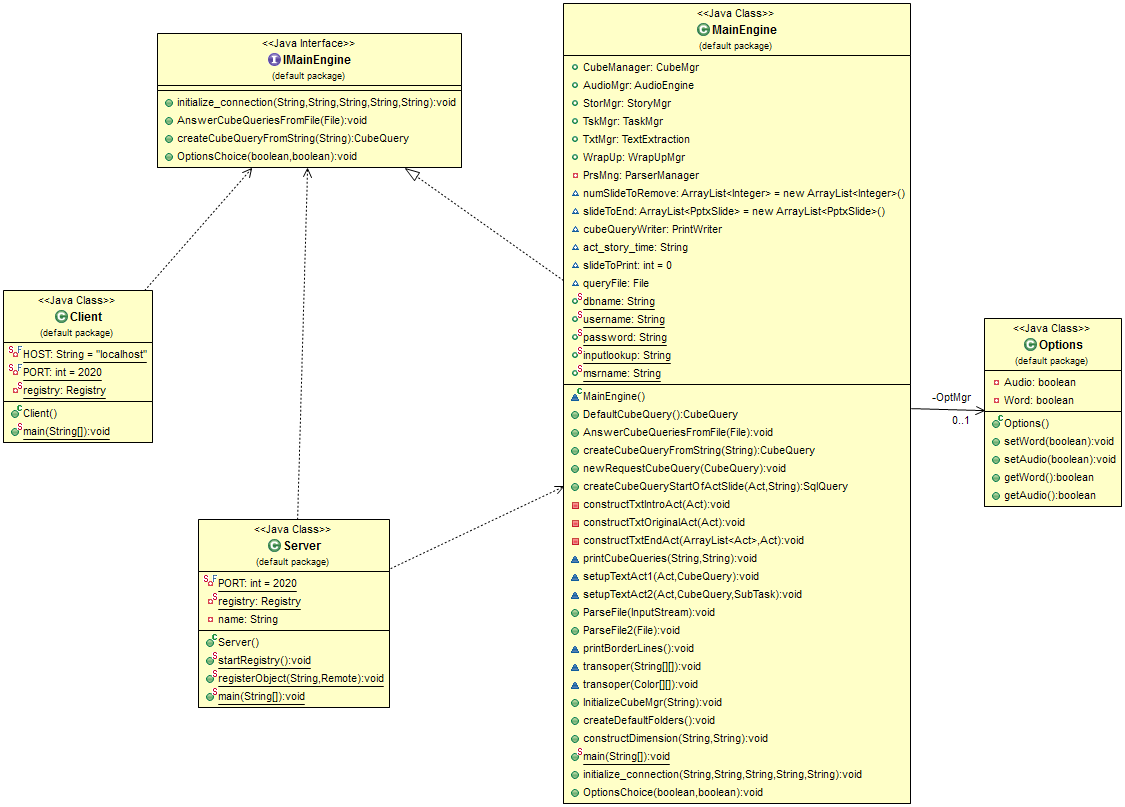 <<Java Interface>>
IMainEngine
(default package)
initialize_connection(String,String,String,String,String):void
AnswerCubeQueriesFromFile(File):void
createCubeQueryFromString(String):CubeQuery
OptionsChoice(boolean,boolean):void
<<Java Class>>
Client
(default package)
HOST: String = "localhost"
PORT: int = 2020
registry: Registry
Client()
main(String[]):void
<<Java Class>>
Server
(default package)
PORT: int = 2020
registry: Registry
name: String
Server()
startRegistry():void
registerObject(String,Remote):void
main(String[]):void
<<Java Class>>
MainEngine
(default package)
CubeManager: CubeMgr
AudioMgr: AudioEngine
StorMgr: StoryMgr
TskMgr: TaskMgr
TxtMgr: TextExtraction
WrapUp: WrapUpMgr
PrsMng: ParserManager
numSlideToRemove: ArrayList<Integer> = new ArrayList<Integer>()
slideToEnd: ArrayList<PptxSlide> = new ArrayList<PptxSlide>()
cubeQueryWriter: PrintWriter
act_story_time: String
slideToPrint: int = 0
queryFile: File
dbname: String
username: String
password: String
inputlookup: String
msrname: String
MainEngine()
DefaultCubeQuery():CubeQuery
AnswerCubeQueriesFromFile(File):void
createCubeQueryFromString(String):CubeQuery
newRequestCubeQuery(CubeQuery):void
createCubeQueryStartOfActSlide(Act,String):SqlQuery
constructTxtIntroAct(Act):void
constructTxtOriginalAct(Act):void
constructTxtEndAct(ArrayList<Act>,Act):void
printCubeQueries(String,String):void
setupTextAct1(Act,CubeQuery):void
setupTextAct2(Act,CubeQuery,SubTask):void
ParseFile(InputStream):void
ParseFile2(File):void
printBorderLines():void
transoper(String[][]):void
transoper(Color[][]):void
InitializeCubeMgr(String):void
createDefaultFolders():void
constructDimension(String,String):void
main(String[]):void
initialize_connection(String,String,String,String,String):void
OptionsChoice(boolean,boolean):void
-OptMgr
0..1
<<Java Class>>
Options
(default package)
Audio: boolean
Word: boolean
Options()
setWord(boolean):void
setAudio(boolean):void
getWord():boolean
getAudio():boolean